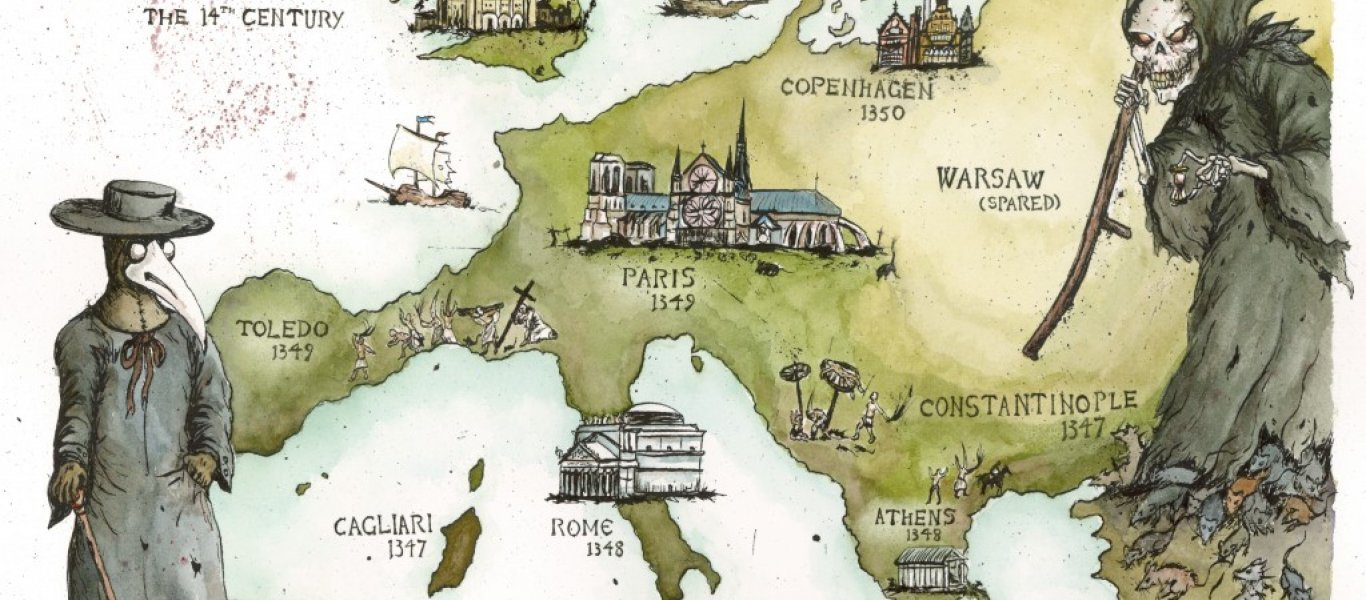 THE 14TH CENTURY
COPENHAGEN
1350
WARSAW
(SPARED)
PARIS
1349
TOLEDO
1349
CONSTANTINOPLE
1347
CAGLIARI
1347
ROME
1348
ATHENS
1348